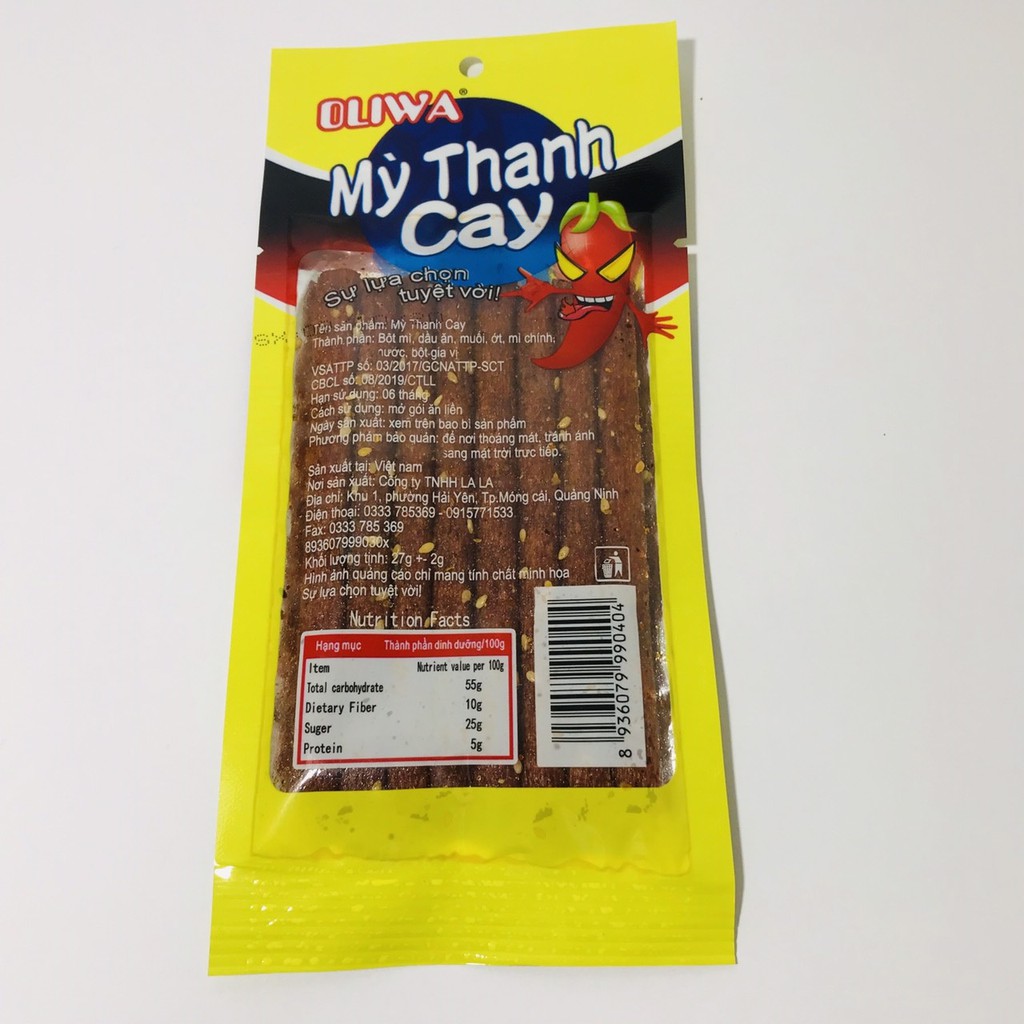 OLIWA®
Mỳ Thanh
Cay
Sự lựa chọn
tuyệt vời!
Tên sản phẩm: Mỳ Thanh Cay
Thành phần: Bột mì, dầu ăn, muối, ớt, mì chính,
nước, bột gia vị
VSATTP số: 03/2017/GCNATTP-SCT
CBCL số: 08/2019/CTLL
Hạn sử dụng: 06 tháng
Cách sử dụng: mở gói ăn liền
Ngày sản xuất: xem trên bao bì sản phẩm
Phương pháp bảo quản: để nơi thoáng mát, tránh ánh
sáng mặt trời trực tiếp.
Sản xuất tại: Việt nam
Nơi sản xuất: Công ty TNHH LA LA
Địa chỉ: Khu 1, phường Hải Yên, Tp.Móng cái, Quảng Ninh
Điện thoại: 0333 785369 - 0915771533
Fax: 0333 785 369
893607999030x
Khối lượng tịnh: 27g +- 2g
Hình ảnh quảng cáo chỉ mang tính chất minh họa
Sự lựa chọn tuyệt vời!
Nutrition Facts
Hạng mục Thành phần dinh dưỡng/100g
Item Nutrient value per 100g
Total carbohydrate 55g
Dietary Fiber 10g
Suger 25g
Protein 5g
8 936079 990404